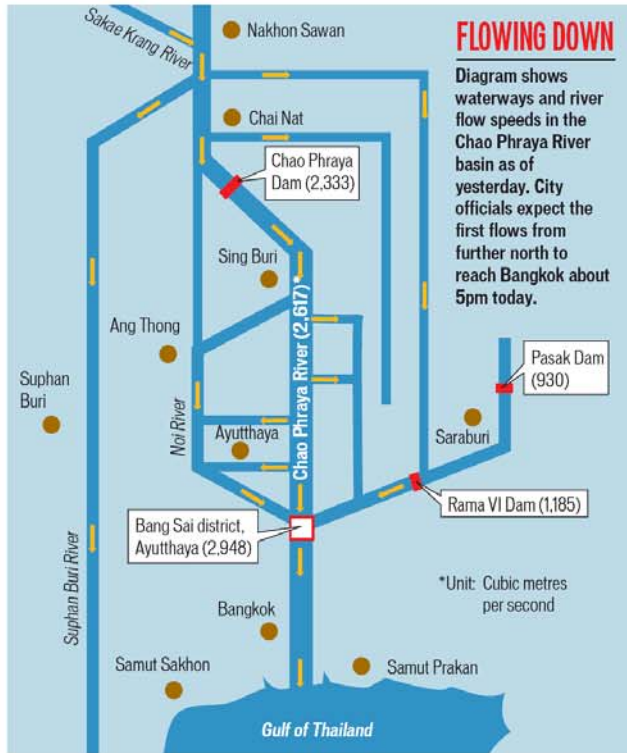 FLOWING DOWN
Diagram shows
waterways and river
flow speeds in the
Chao Phraya River
basin as of
yesterday. City
officials expect the
first flows from
further north to
reach Bangkok about
5pm today.
Sakae Krang River
Nakhon Sawan
Chai Nat
Chao Phraya
Dam (2,333)
Sing Buri
Ang Thong
Chao Phraya River (2,617)*
Pasak Dam
(930)
Suphan
Buri
Noi River
Ayutthaya
Saraburi
Rama VI Dam (1,185)
Bang Sai district,
Ayutthaya (2,948)
*Unit: Cubic metres
per second
Suphan Buri River
Bangkok
Samut Sakhon
Samut Prakan
Gulf of Thailand